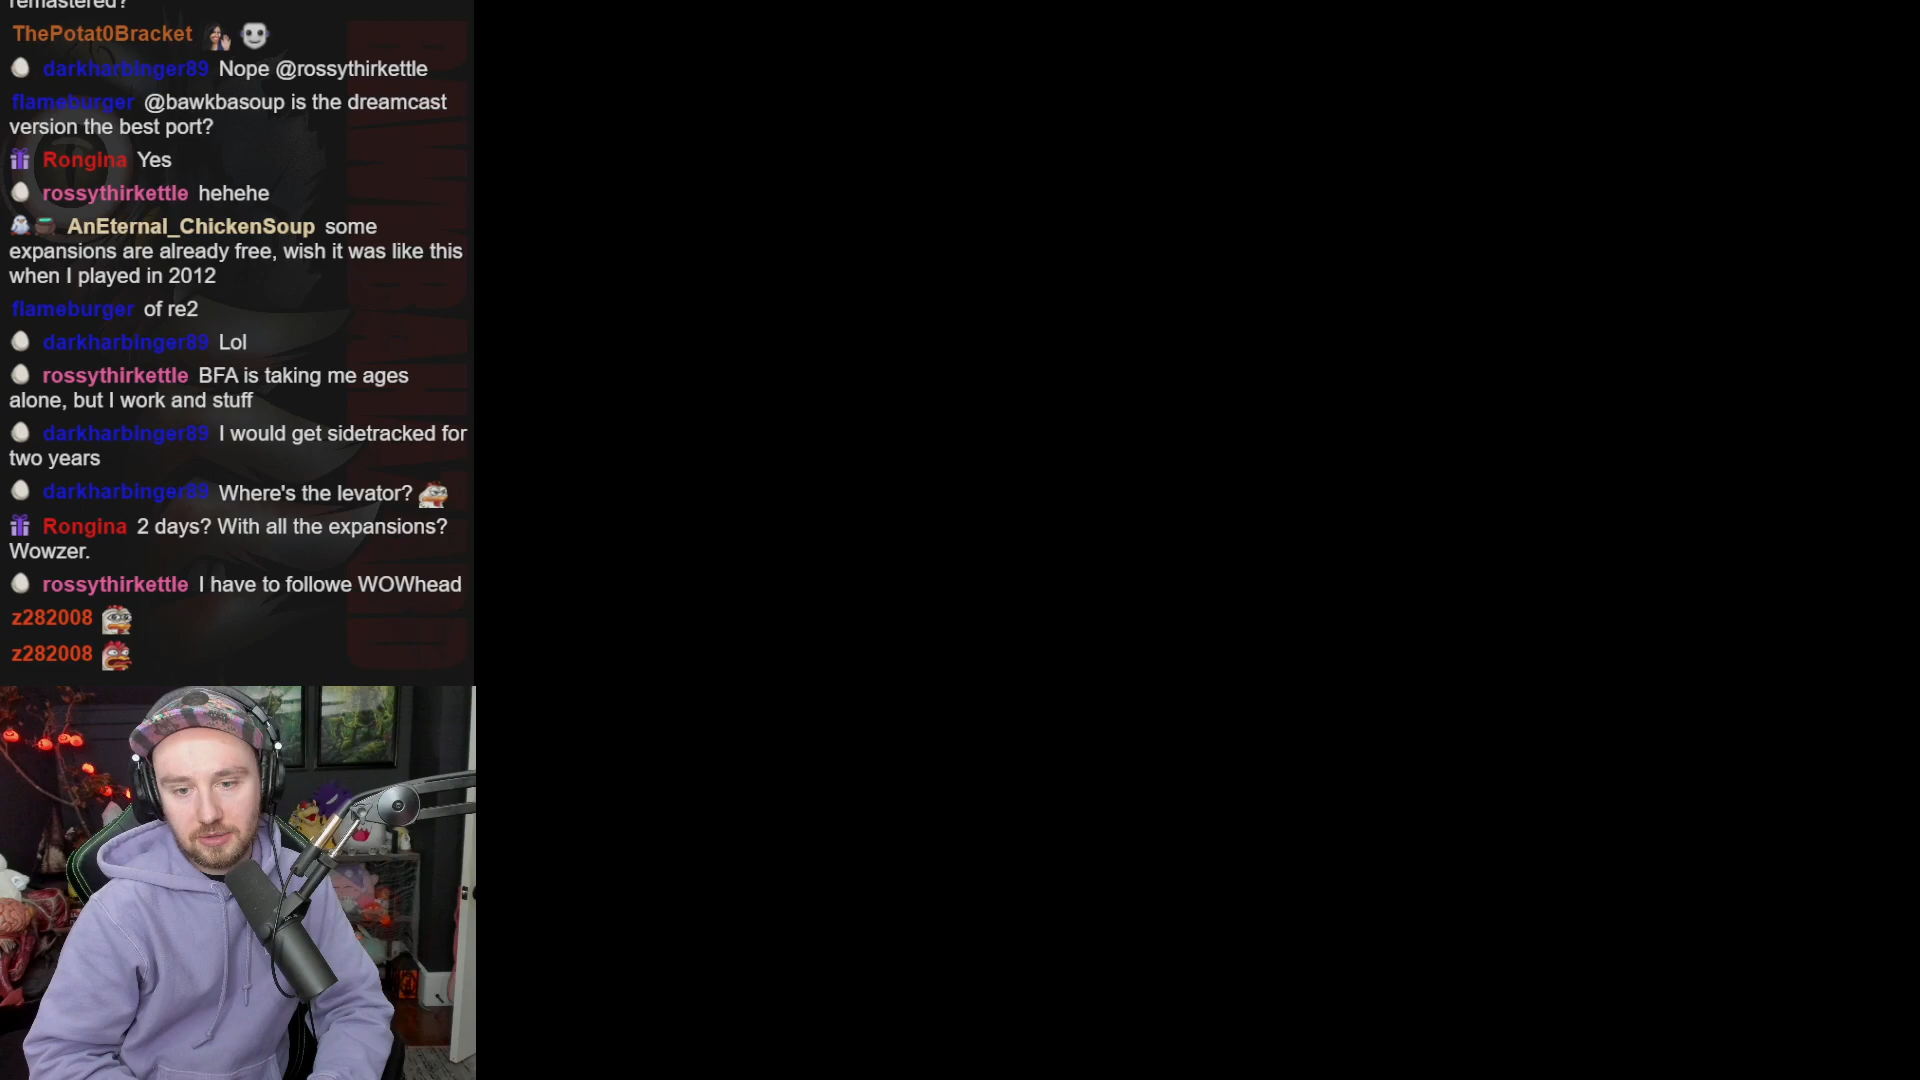 remastered?
ThePotat0Bracket
darkharbinger89 Nope @rossythirkettle
flameburger @bawkbasoup is the dreamcast
version the best port?
Rongina Yes
rossythirkettle hehehe
AnEternal_ChickenSoup some
expansions are already free, wish it was like this
when I played in 2012
flameburger of re2
darkharbinger89 Lol
rossythirkettle BFA is taking me ages
alone, but I work and stuff
darkharbinger89 I would get sidetracked for
two years
darkharbinger89 Where's the levator?
Rongina 2 days? With all the expansions?
Wowzer.
rossythirkettle I have to followe WOWhead
z282008
z282008